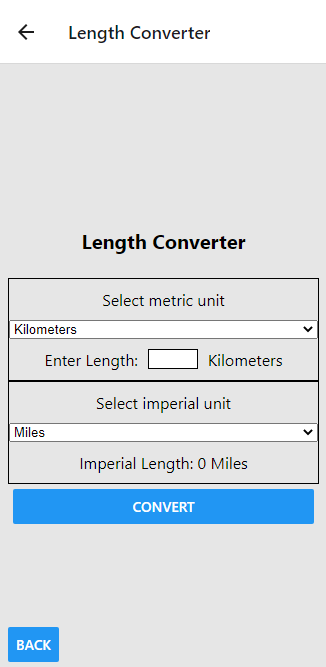 Length Converter
Length Converter
Select metric unit
Kilometers
Enter Length: Kilometers
Select imperial unit
Miles
Imperial Length: 0 Miles
CONVERT
BACK